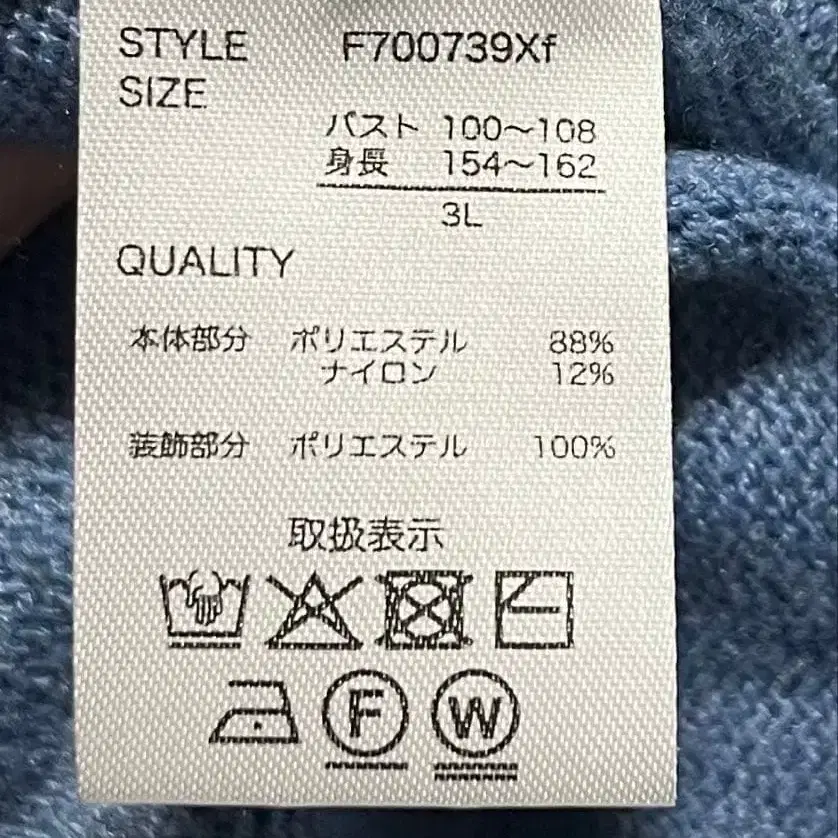 STYLE F700739Xf
SIZE
バスト 100～108
身長 154～162
3L
QUALITY
本体部分 ポリエステル 88%
ナイロン 12%
装飾部分 ポリエステル 100%
取扱表示
F W